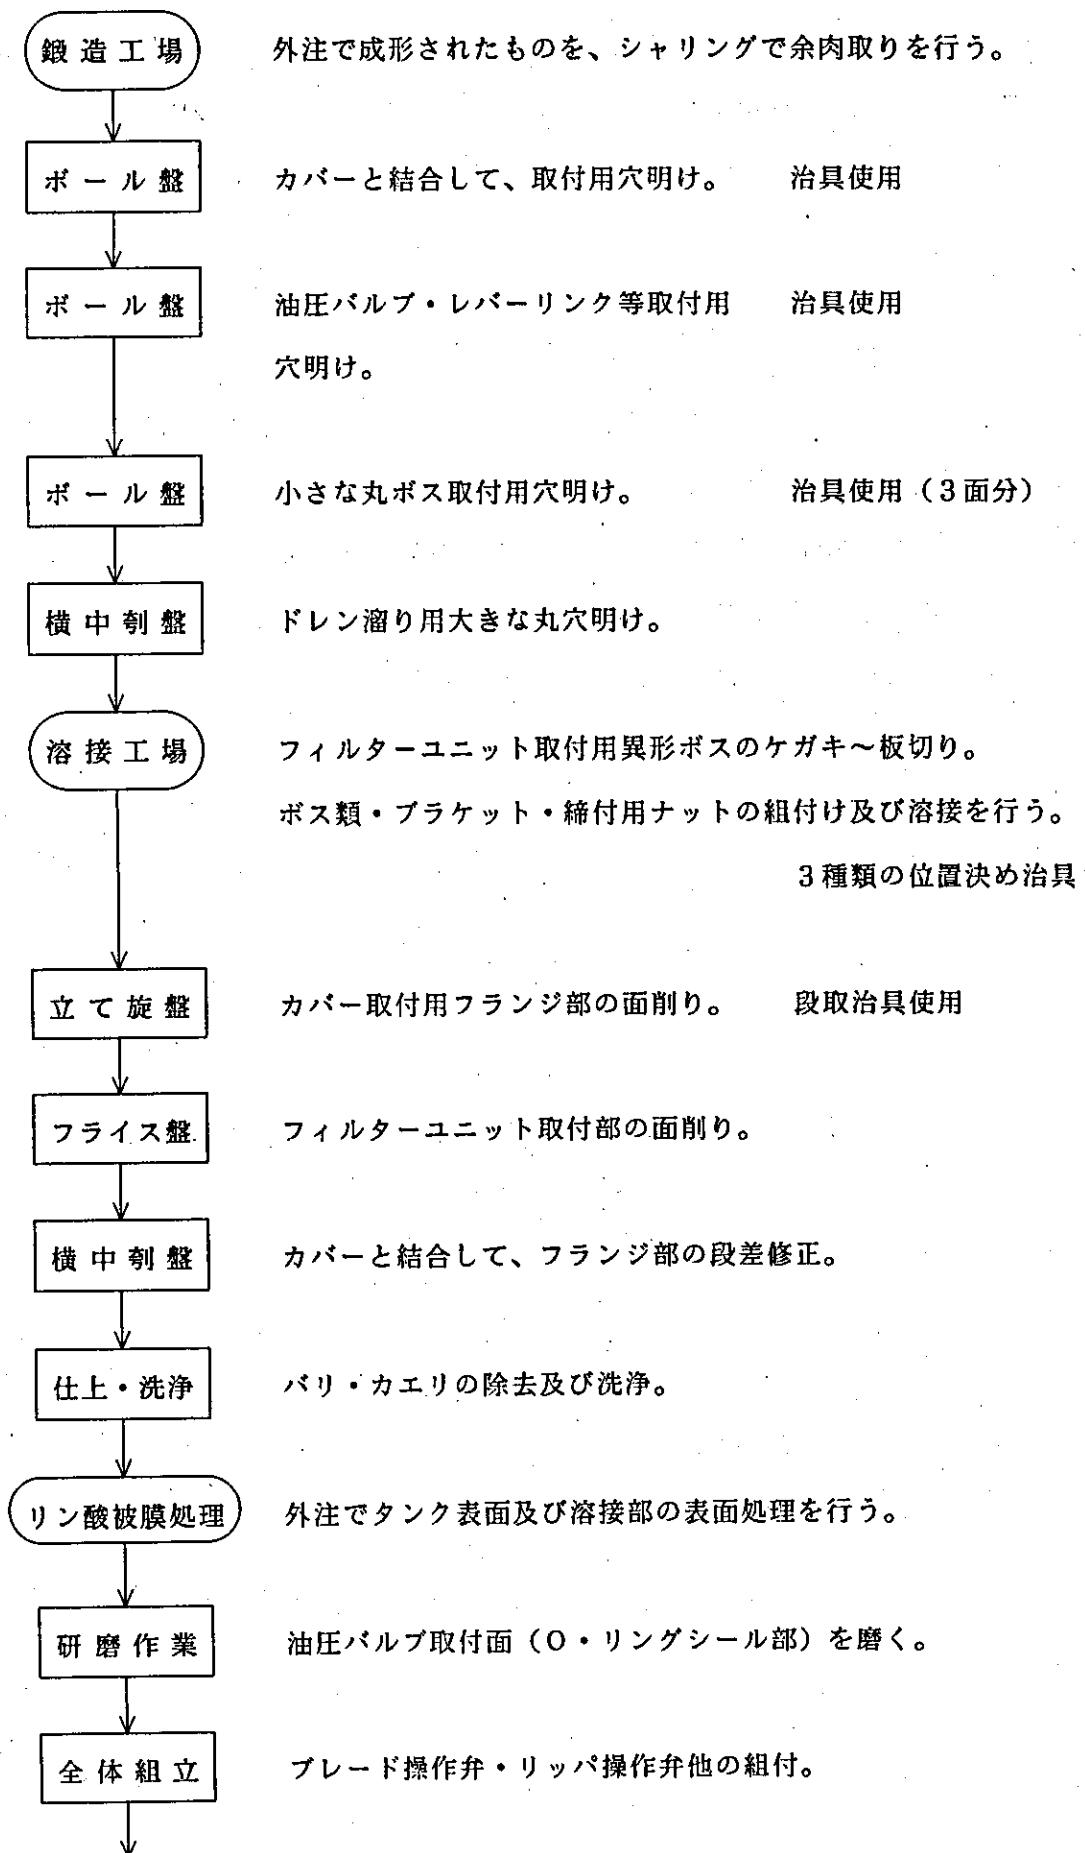 鍛造工場 外注で成形されたものを、シャリングで余肉取りを行う。
ボール盤 カバーと結合して、取付用穴明け。 治具使用
ボール盤 油圧バルブ・レバーリンク等取付用 治具使用
穴明け。
ボール盤 小さな丸ボス取付用穴明け。 治具使用（3面分）
横中刳盤 ドレン溜り用大きな丸穴明け。
溶接工場 フィルターユニット取付用異形ボスのケガキ～板切り。
ボス類・ブラケット・締付用ナットの組付け及び溶接を行う。
3種類の位置決め治具
立て旋盤 カバー取付用フランジ部の面削り。 段取治具使用
フライス盤 フィルターユニット取付部の面削り。
横中刳盤 カバーと結合して、フランジ部の段差修正。
仕上・洗浄 バリ・カエリの除去及び洗浄。
リン酸被膜処理 外注でタンク表面及び溶接部の表面処理を行う。
研磨作業 油圧バルブ取付面（O・リングシール部）を磨く。
全体組立 ブレード操作弁・リッパ操作弁他の組付。